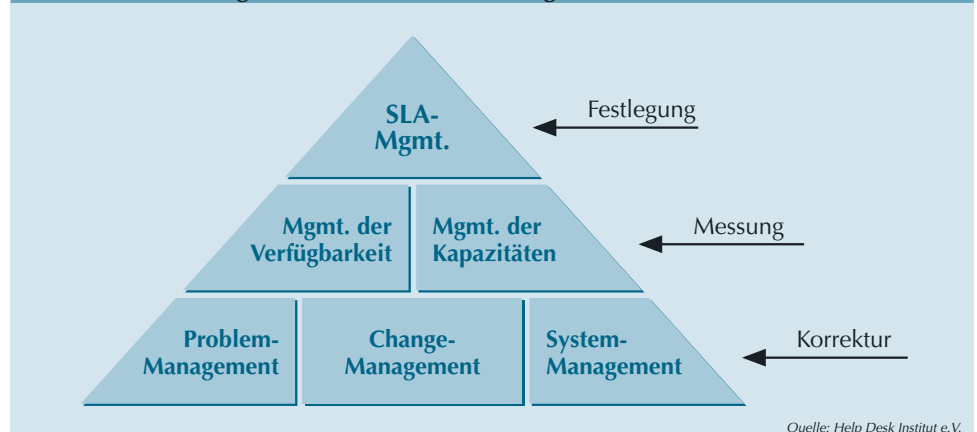 SLA-
Mgmt.
Festlegung
Mgmt. der
Verfügbarkeit
Mgmt. der
Kapazitäten
Messung
Problem-
Management
Change-
Management
System-
Management
Korrektur
Quelle: Help Desk Institut e.V.